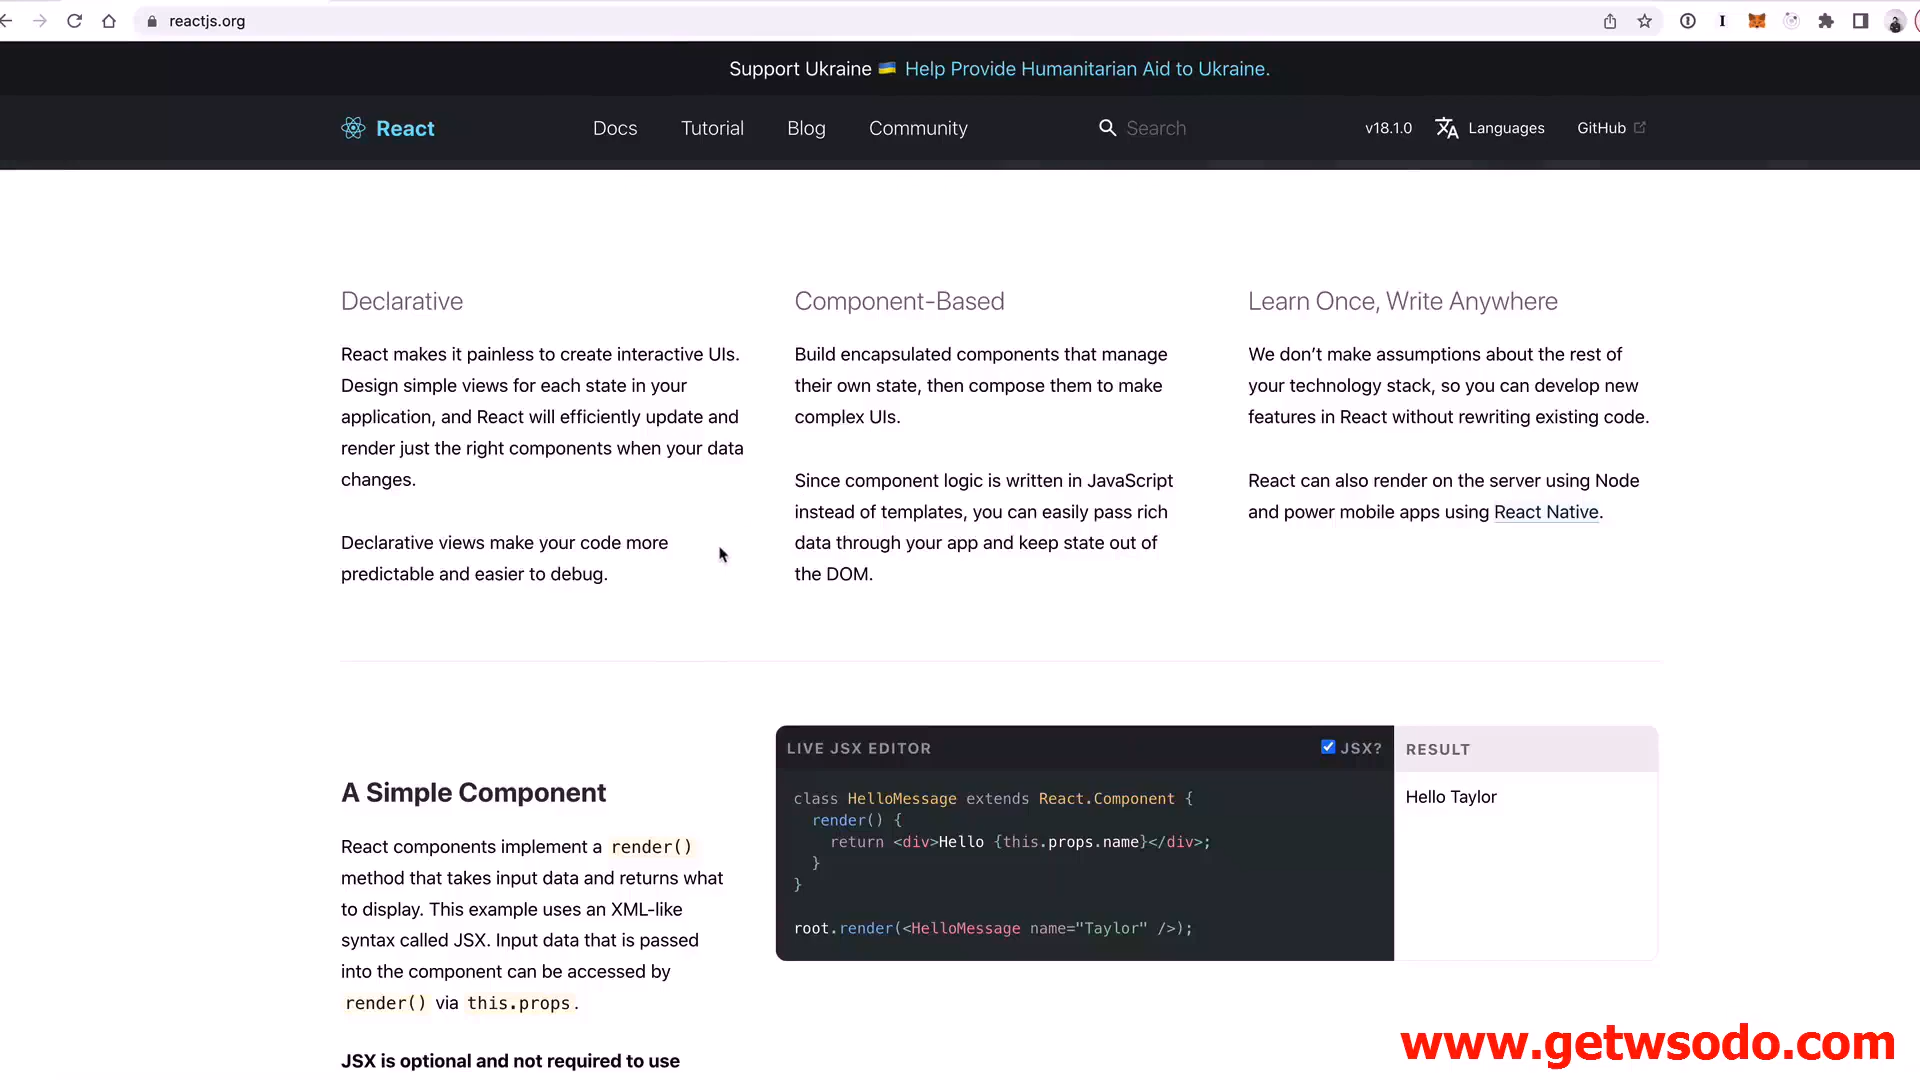 reactjs.org
Support Ukraine 🇺🇦 Help Provide Humanitarian Aid to Ukraine.
React Docs Tutorial Blog Community Search v18.1.0 Languages GitHub
Declarative
React makes it painless to create interactive UIs.
Design simple views for each state in your
application, and React will efficiently update and
render just the right components when your data
changes.
Declarative views make your code more
predictable and easier to debug.
Component-Based
Build encapsulated components that manage
their own state, then compose them to make
complex UIs.
Since component logic is written in JavaScript
instead of templates, you can easily pass rich
data through your app and keep state out of
the DOM.
Learn Once, Write Anywhere
We don’t make assumptions about the rest of
your technology stack, so you can develop new
features in React without rewriting existing code.
React can also render on the server using Node
and power mobile apps using React Native.
A Simple Component
React components implement a render()
method that takes input data and returns what
to display. This example uses an XML-like
syntax called JSX. Input data that is passed
into the component can be accessed by
render() via this.props.
JSX is optional and not required to use
LIVE JSX EDITOR JSX?
class HelloMessage extends React.Component {
render() {
return <div>Hello {this.props.name}</div>;
}
}
root.render(<HelloMessage name="Taylor" />);
RESULT
Hello Taylor
www.getwsodo.com